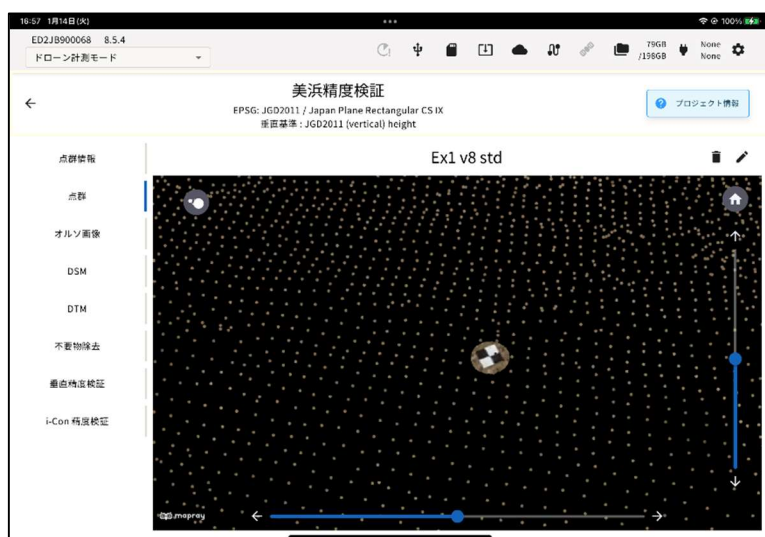 16:57 1月14日(火)
100%
ED2JB900068 8.5.4
ドローン計測モード
79GB
/198GB
None
None
美浜精度検証
EPSG: JGD2011 / Japan Plane Rectangular CS IX
垂直基準 : JGD2011 (vertical) height
プロジェクト情報
点群情報
Ex1 v8 std
点群
オルソ画像
DSM
DTM
不要物除去
垂直精度検証
i-Con 精度検証
mapray